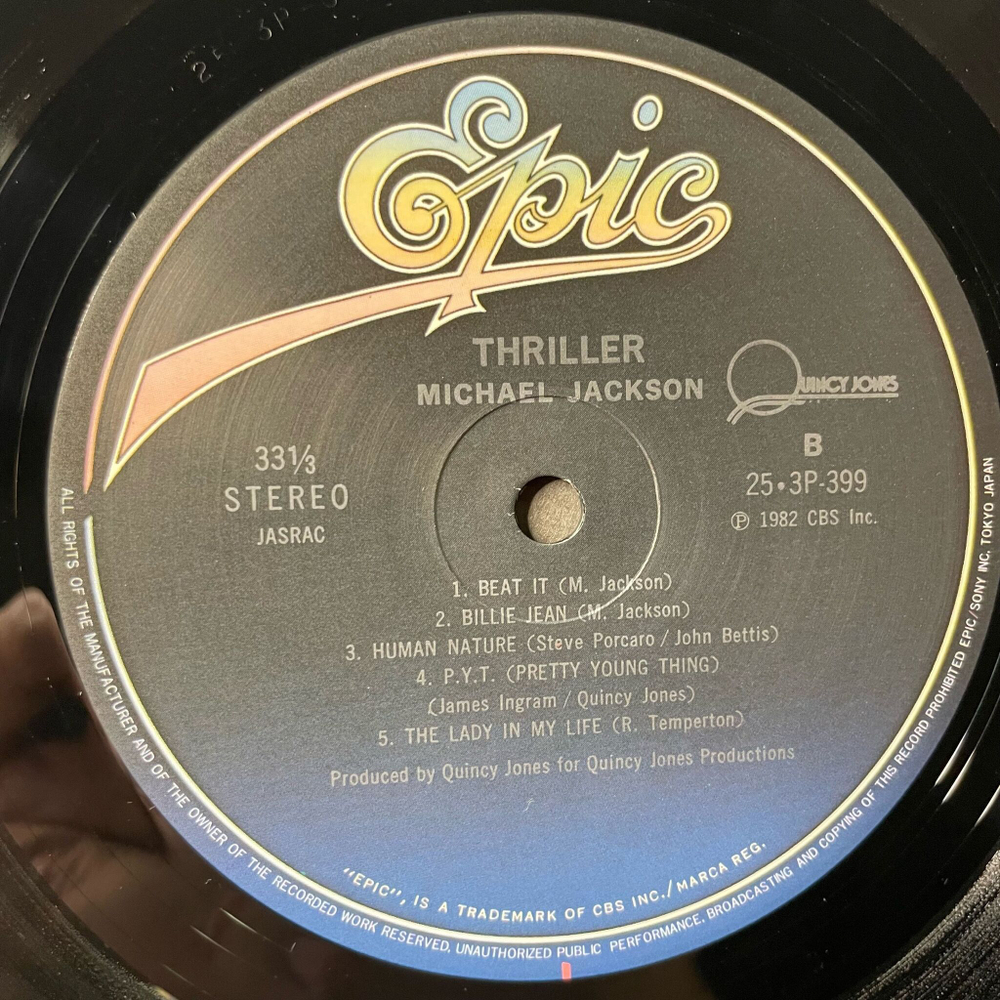 Epic
THRILLER
MICHAEL JACKSON
QUINCY JONES
33⅓
STEREO
JASRAC
B
25•3P-399
Ⓟ 1982 CBS Inc.
1. BEAT IT (M. Jackson)
2. BILLIE JEAN (M. Jackson)
3. HUMAN NATURE (Steve Porcaro / John Bettis)
4. P.Y.T. (PRETTY YOUNG THING)
(James Ingram / Quincy Jones)
5. THE LADY IN MY LIFE (R. Temperton)
Produced by Quincy Jones for Quincy Jones Productions
"EPIC", IS A TRADEMARK OF CBS INC./MARCA REG.
ALL RIGHTS OF THE MANUFACTURER AND OF THE OWNER OF THE RECORDED WORK RESERVED. UNAUTHORIZED PUBLIC PERFORMANCE, BROADCASTING AND COPYING OF THIS RECORD PROHIBITED EPIC/SONY INC. TOKYO JAPAN